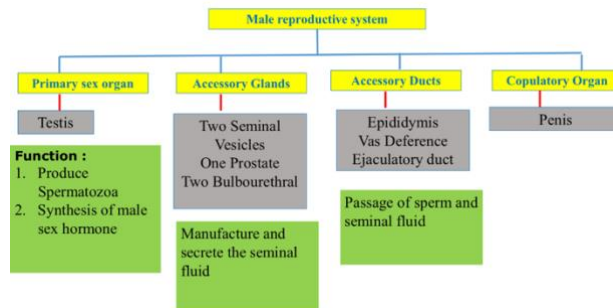 Male reproductive system
Primary sex organ
Accessory Glands
Accessory Ducts
Copulatory Organ
Testis
Two Seminal
Vesicles
One Prostate
Two Bulbourethral
Epididymis
Vas Deference
Ejaculatory duct
Penis
Function :
1. Produce
Spermatozoa
2. Synthesis of male
sex hormone
Manufacture and
secrete the seminal
fluid
Passage of sperm and
seminal fluid